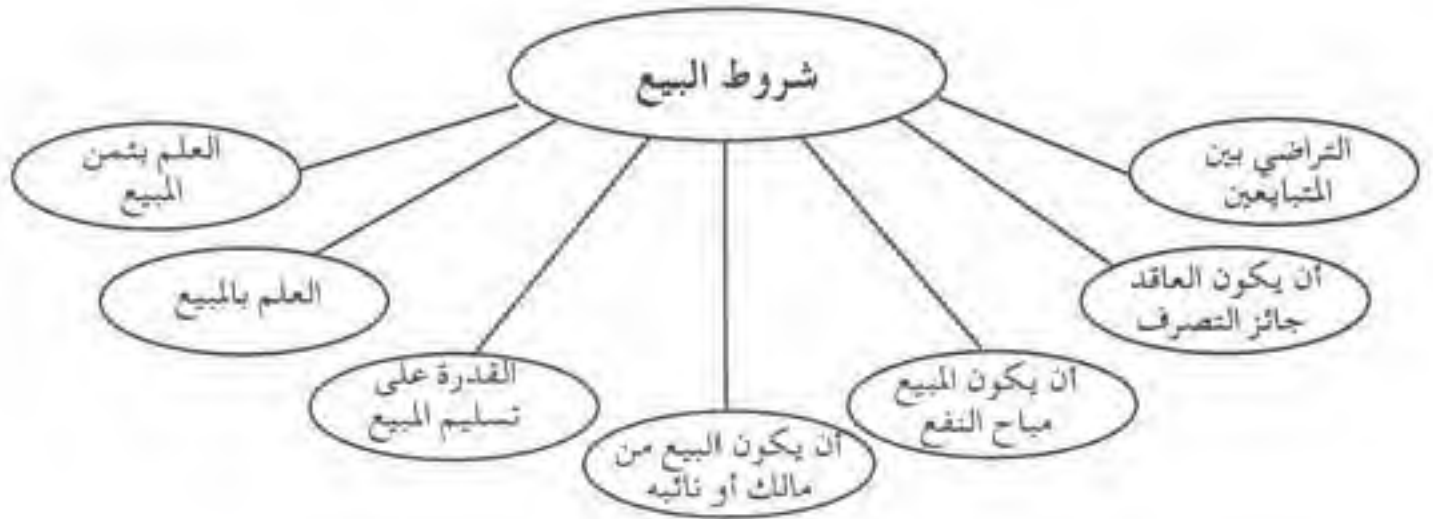 شروط البيع
التراضي بين
المتبايعين
أن يكون العاقد
جائز التصرف
أن يكون المبيع
مباح النفع
أن يكون البيع من
مالك أو نائبه
القدرة على
تسليم المبيع
العلم بالمبيع
العلم بثمن
المبيع